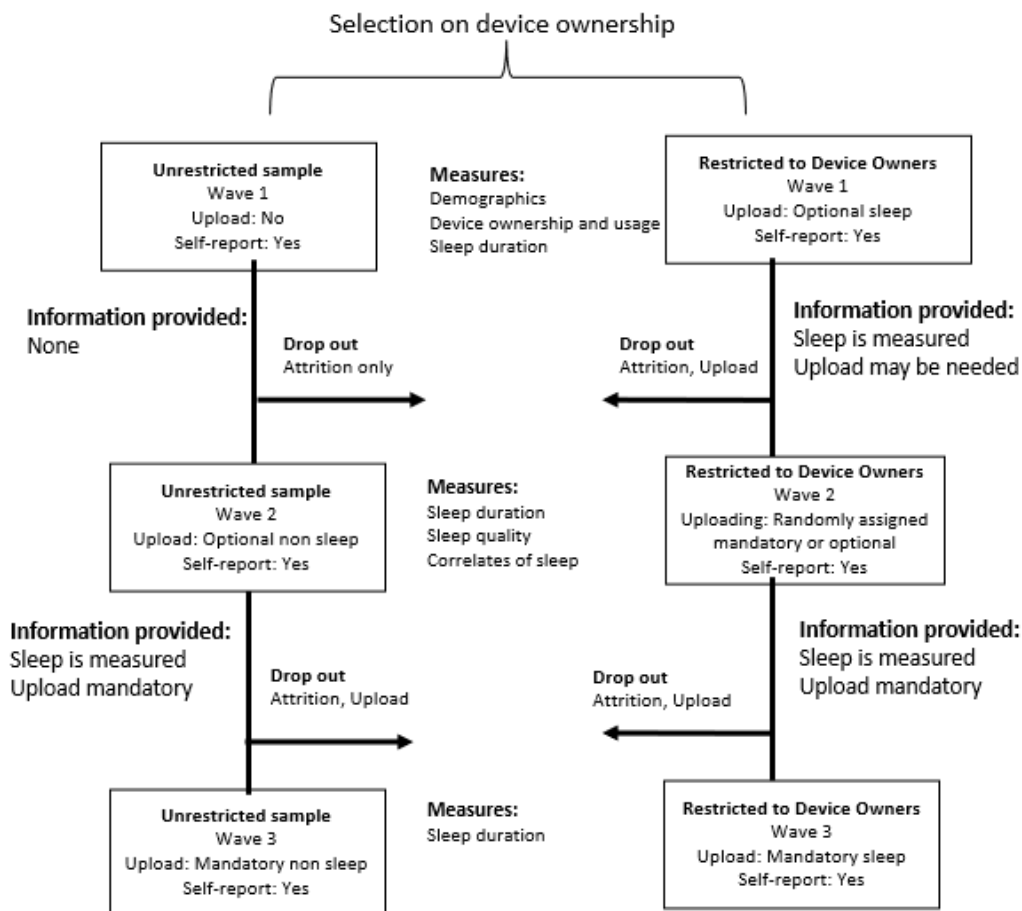 Selection on device ownership
Unrestricted sample
Wave 1
Upload: No
Self-report: Yes
Measures:
Demographics
Device ownership and usage
Sleep duration
Restricted to Device Owners
Wave 1
Upload: Optional sleep
Self-report: Yes
Information provided:
None
Drop out
Attrition only
Drop out
Attrition, Upload
Information provided:
Sleep is measured
Upload may be needed
Unrestricted sample
Wave 2
Upload: Optional non sleep
Self-report: Yes
Measures:
Sleep duration
Sleep quality
Correlates of sleep
Restricted to Device Owners
Wave 2
Uploading: Randomly assigned
mandatory or optional
Self-report: Yes
Information provided:
Sleep is measured
Upload mandatory
Drop out
Attrition, Upload
Drop out
Attrition, Upload
Information provided:
Sleep is measured
Upload mandatory
Unrestricted sample
Wave 3
Upload: Mandatory non sleep
Self-report: Yes
Measures:
Sleep duration
Restricted to Device Owners
Wave 3
Upload: Mandatory sleep
Self-report: Yes